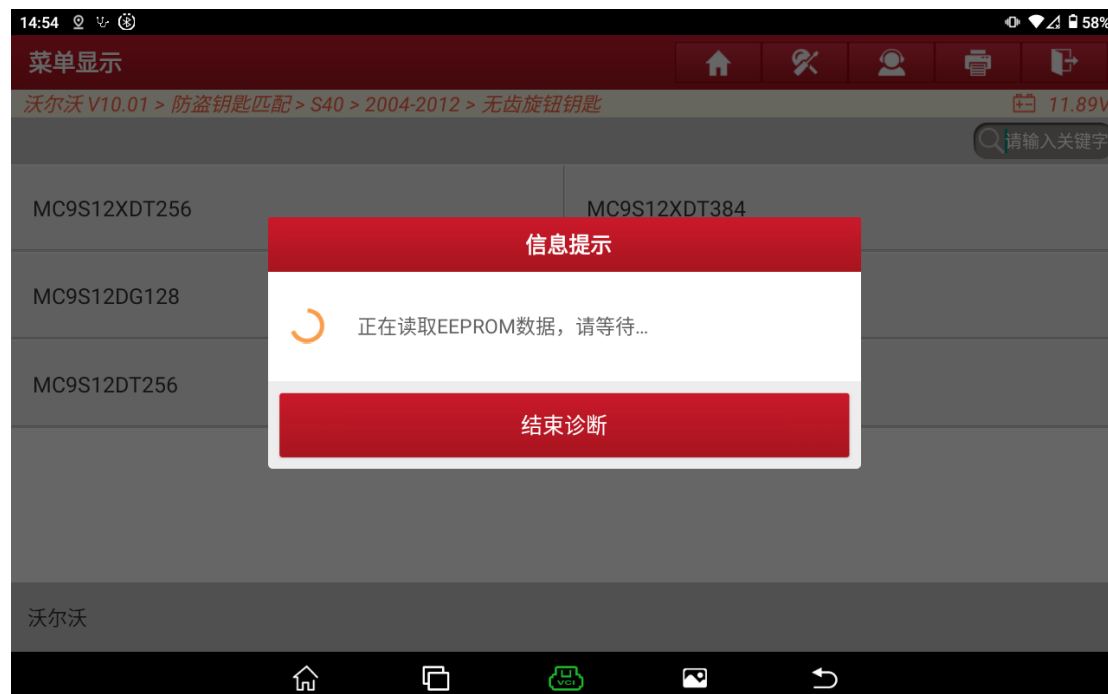 14:54
58%
菜单显示
沃尔沃 V10.01 > 防盗钥匙匹配 > S40 > 2004-2012 > 无齿旋钮钥匙
11.89V
请输入关键字
MC9S12XDT256
MC9S12XDT384
信息提示
MC9S12DG128
正在读取EEPROM数据，请等待...
MC9S12DT256
结束诊断
沃尔沃
VCI